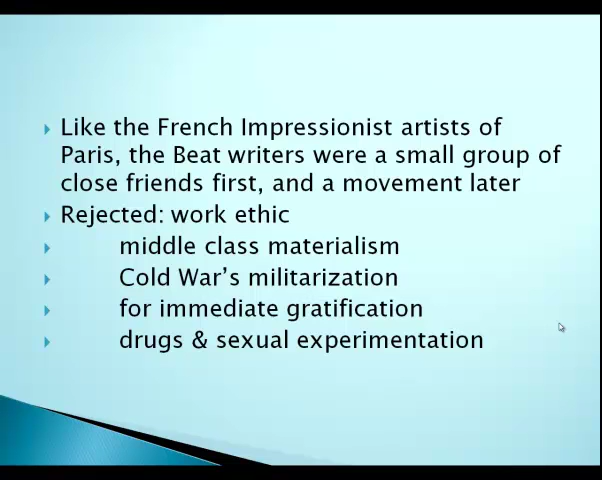 Like the French Impressionist artists of
Paris, the Beat writers were a small group of
close friends first, and a movement later
Rejected: work ethic
middle class materialism
Cold War's militarization
for immediate gratification
drugs & sexual experimentation